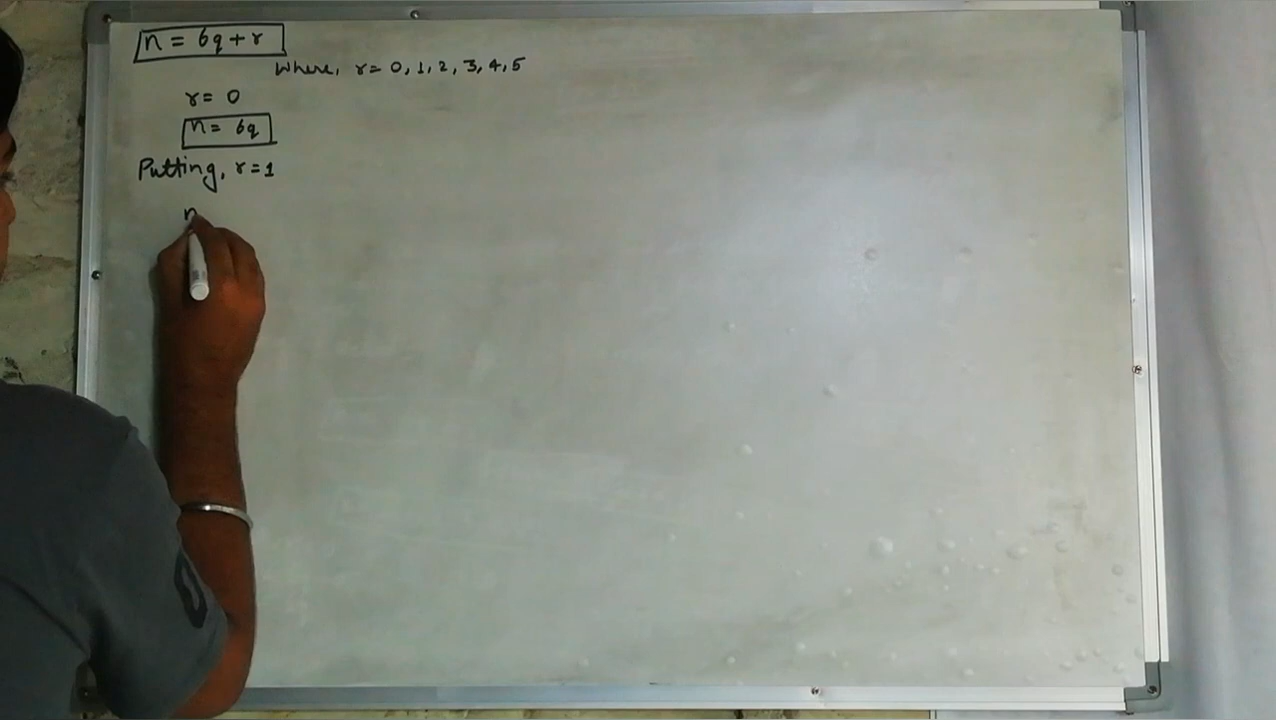 n = 6q + r
Where, r = 0, 1, 2, 3, 4, 5
r = 0
n = 6q
Putting, r = 1
n